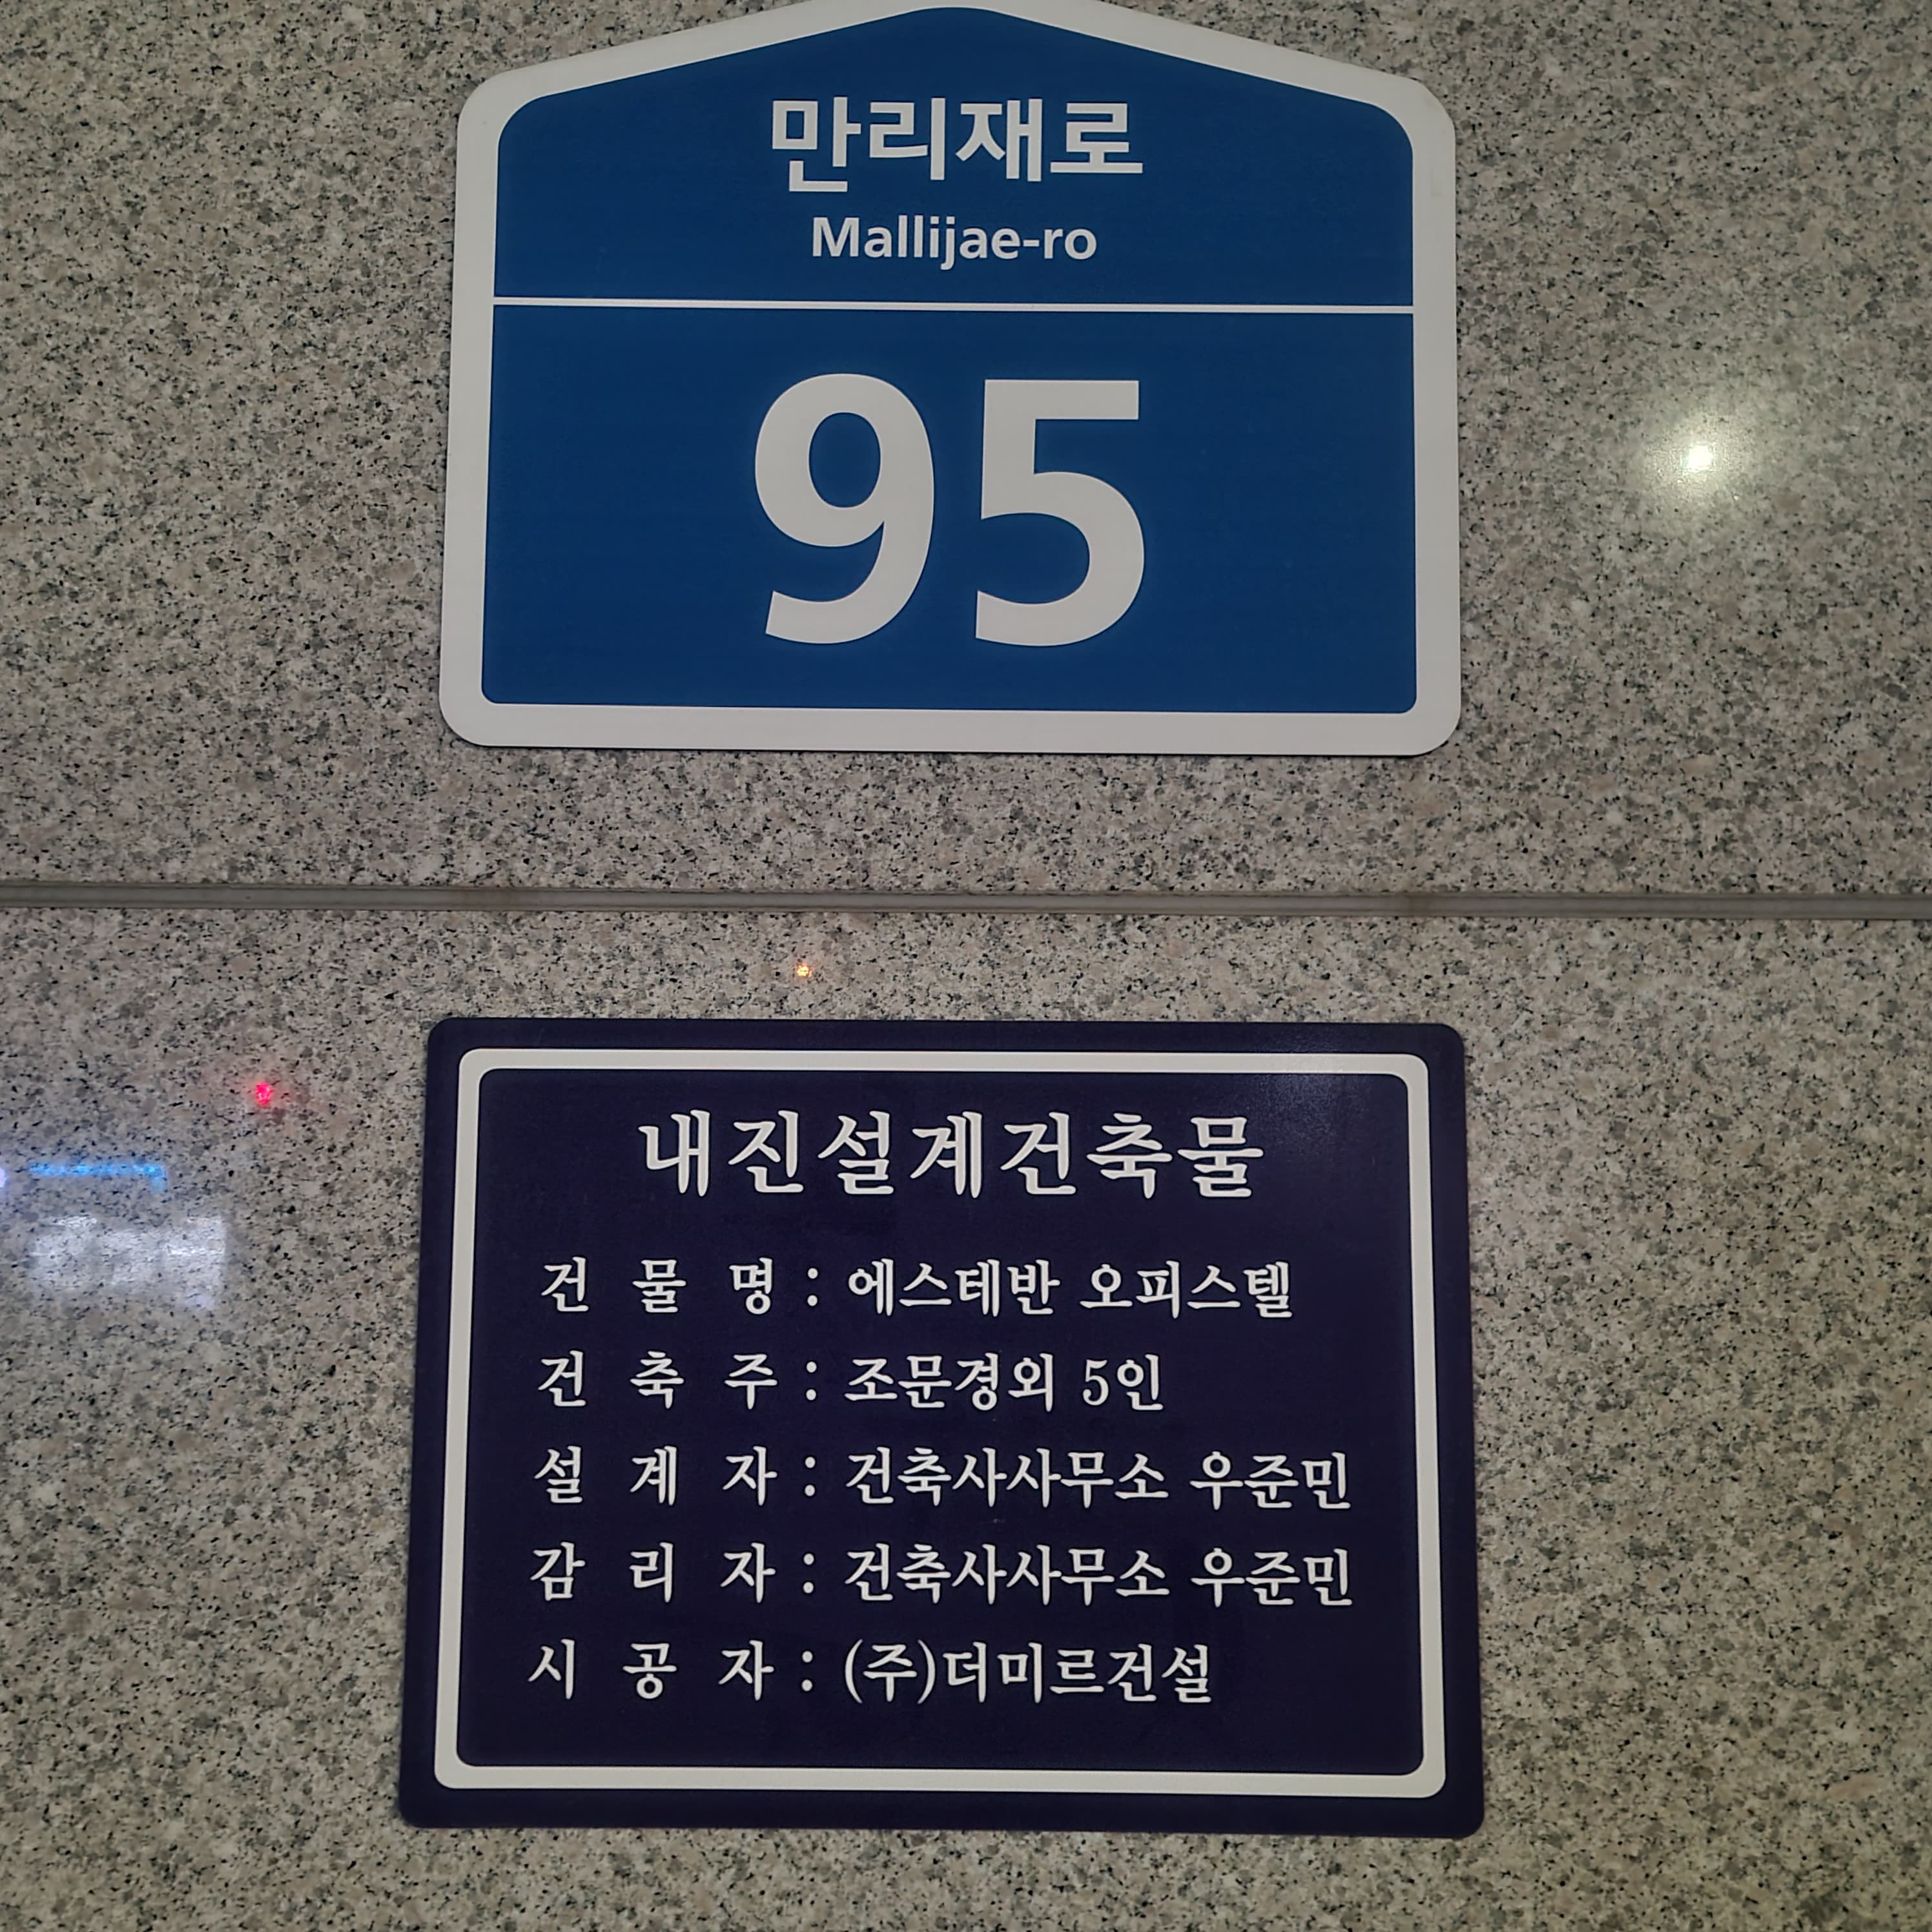 만리재로
Mallijae-ro
95
내진설계건축물
건 물 명 : 에스테반 오피스텔
건 축 주 : 조문경외 5인
설 계 자 : 건축사사무소 우준민
감 리 자 : 건축사사무소 우준민
시 공 자 : (주)더미르건설